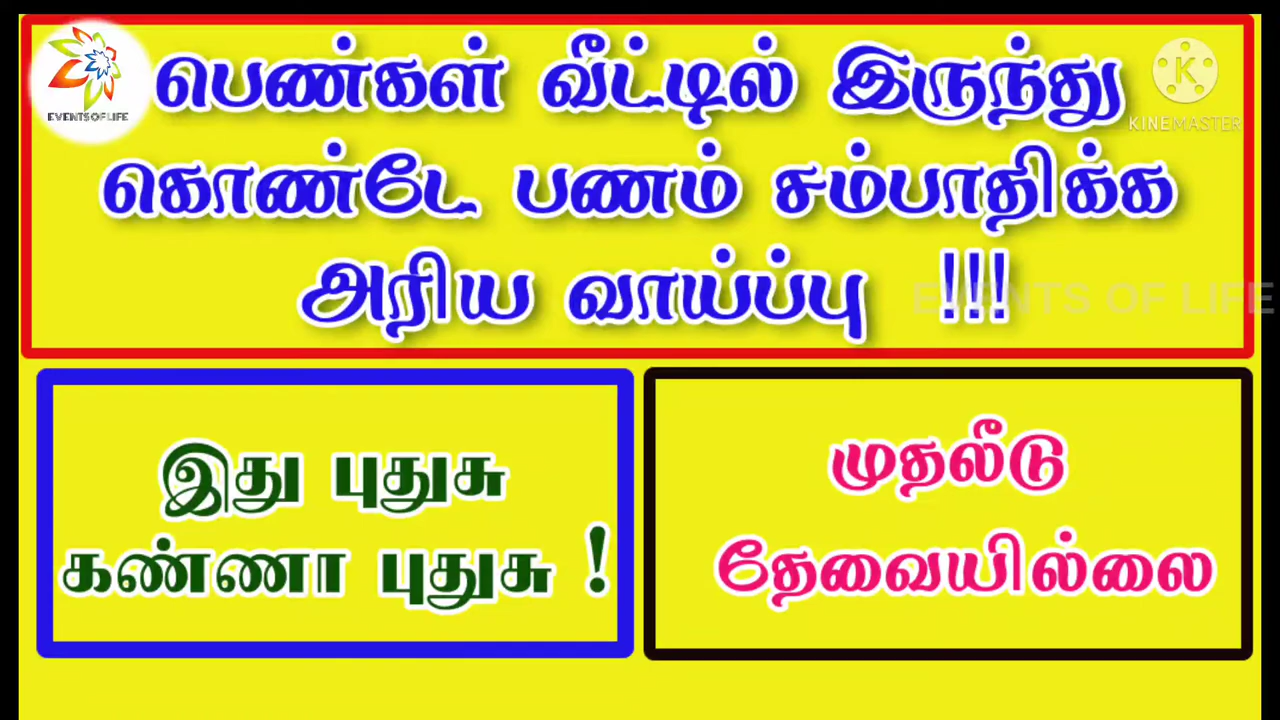 பெண்கள் வீட்டில் இருந்து
கொண்டே பணம் சம்பாதிக்க
அரிய வாய்ப்பு !!!
இது புதுசு
கண்ணா புதுசு !
முதலீடு
தேவையில்லை
EVENTSOFLIFE
K
KINEMASTER
EVENTS OF LIFE